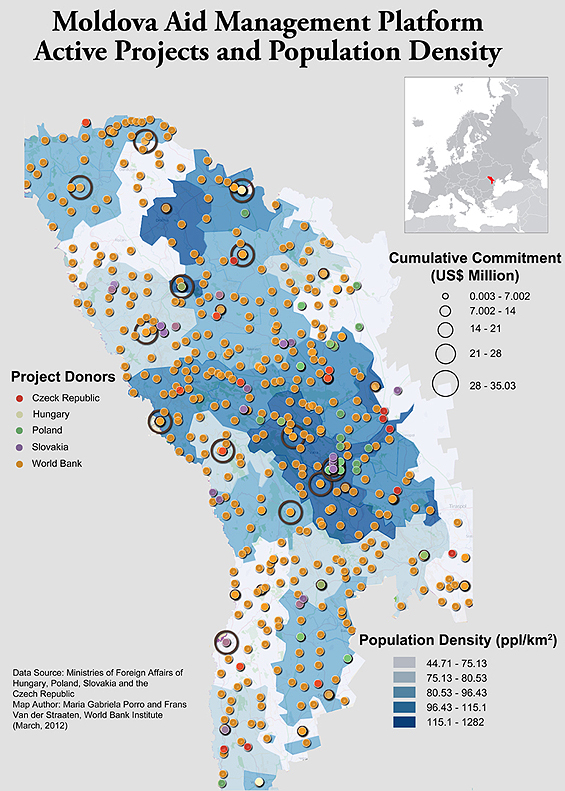 Moldova Aid Management Platform
Active Projects and Population Density
Cumulative Commitment
(US$ Million)
0.003 - 7.002
7.002 - 14
14 - 21
21 - 28
28 - 35.03
Project Donors
Czech Republic
Hungary
Poland
Slovakia
World Bank
Population Density (ppl/km²)
44.71 - 75.13
75.13 - 80.53
80.53 - 96.43
96.43 - 115.1
115.1 - 1282
Data Source: Ministries of Foreign Affairs of
Hungary, Poland, Slovakia and the
Czech Republic
Map Author: Maria Gabriela Porro and Frans
Van der Straaten, World Bank Institute
(March, 2012)